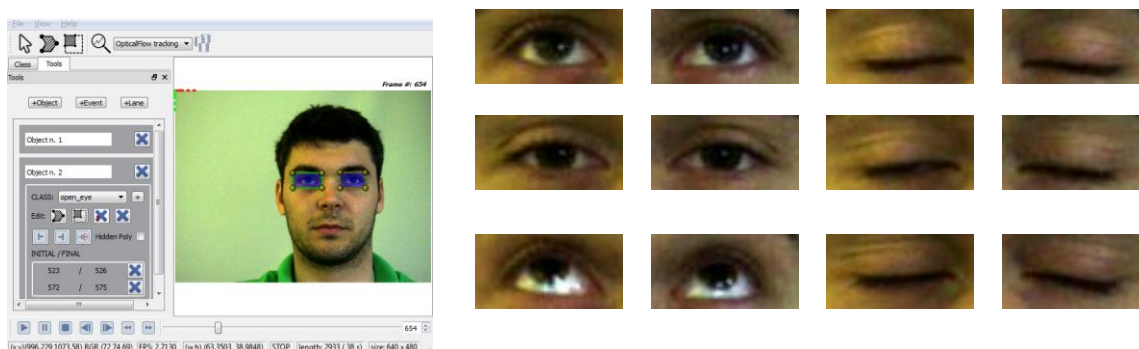 File View Help
OpticalFlow tracking
Class Tools
Tools
Frame #: 654
+Object +Event +Lane
Object n. 1
Object n. 2
CLASS: open_eye +
Edit:
Hidden Poly
INITIAL / FINAL
523 / 526
572 / 575
654
(x,y)(996.229,1073.58) BGR (72,74,69) FPS: 2.7130 (w,h) (63.3503, 38.9848) STOP length: 2933 ( 38 s) size: 640 x 480